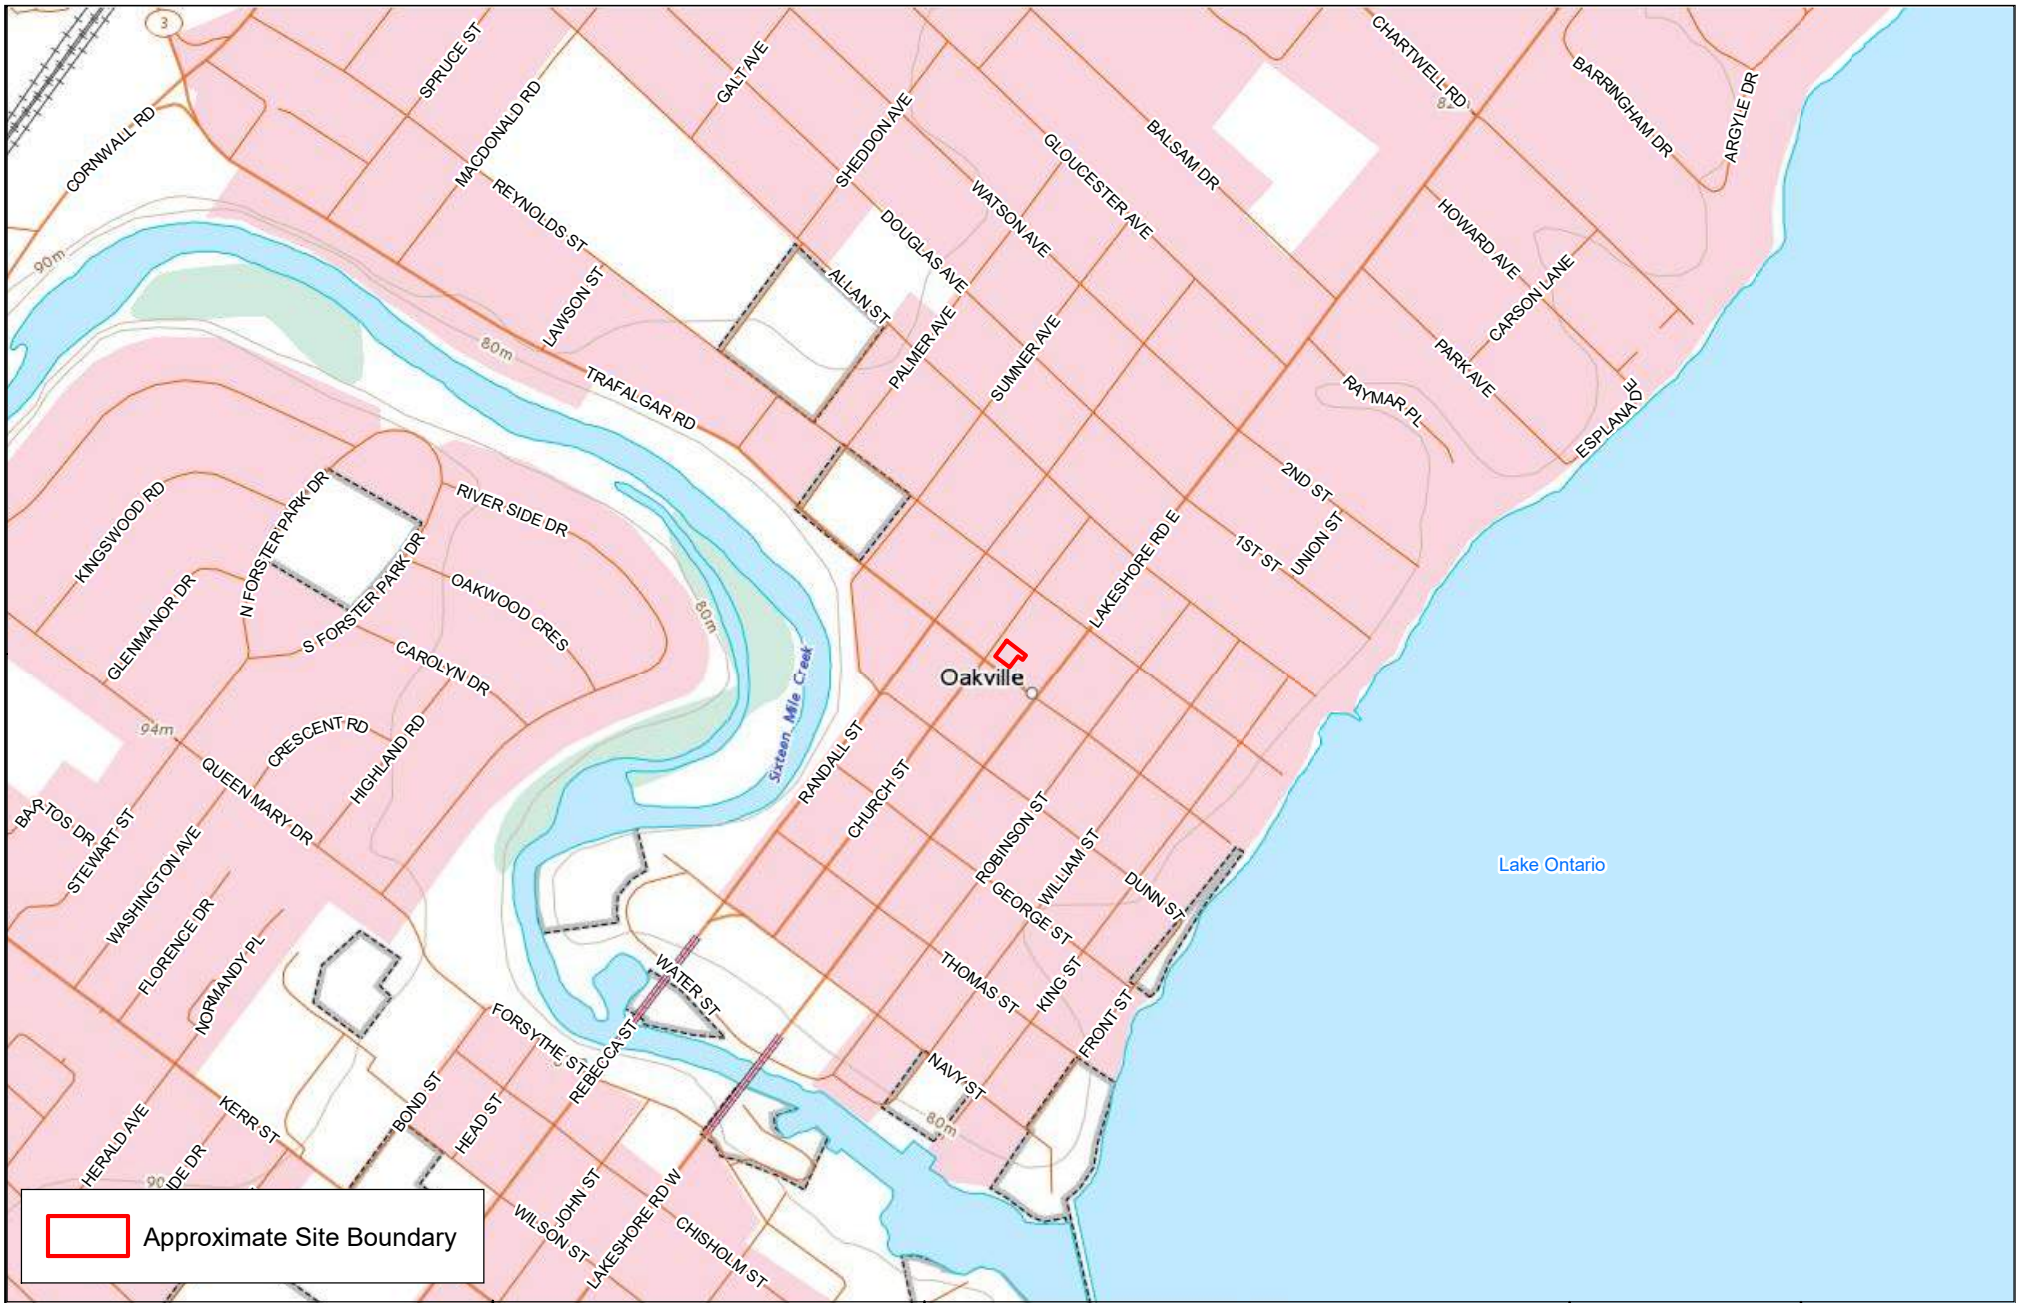 3
SPRUCE ST
GALT AVE
CHARTWELL RD
BARRINGHAM DR
ARGYLE DR
MACDONALD RD
CORNWALL RD
SHEDDON AVE
GLOUCESTER AVE
BALSAM DR
REYNOLDS ST
WATSON AVE
DOUGLAS AVE
HOWARD AVE
CARSON LANE
90m
LAWSON ST
ALLAN ST
PALMER AVE
SUMNER AVE
PARK AVE
80m
TRAFALGAR RD
RAYMAR PL
ESPLANADE
KINGSWOOD RD
N FORSTER PARK DR
RIVER SIDE DR
2ND ST
1ST ST
UNION ST
LAKESHORE RD E
GLENMANOR DR
S FORSTER PARK DR
OAKWOOD CRES
80m
CAROLYN DR
Sixteen Mile Creek
Oakville
94m
CRESCENT RD
HIGHLAND RD
QUEEN MARY DR
RANDALL ST
CHURCH ST
BARTOS DR
STEWART ST
WASHINGTON AVE
ROBINSON ST
WILLIAM ST
GEORGE ST
DUNN ST
Lake Ontario
FLORENCE DR
NORMANDY PL
WATER ST
THOMAS ST
KING ST
FRONT ST
FORSYTHE ST
REBECCA ST
NAVY ST
80m
KERR ST
BOND ST
HEAD ST
HERALD AVE
IDE DR
90
JOHN ST
WILSON ST
LAKESHORE RD W
CHISHOLM ST
Approximate Site Boundary